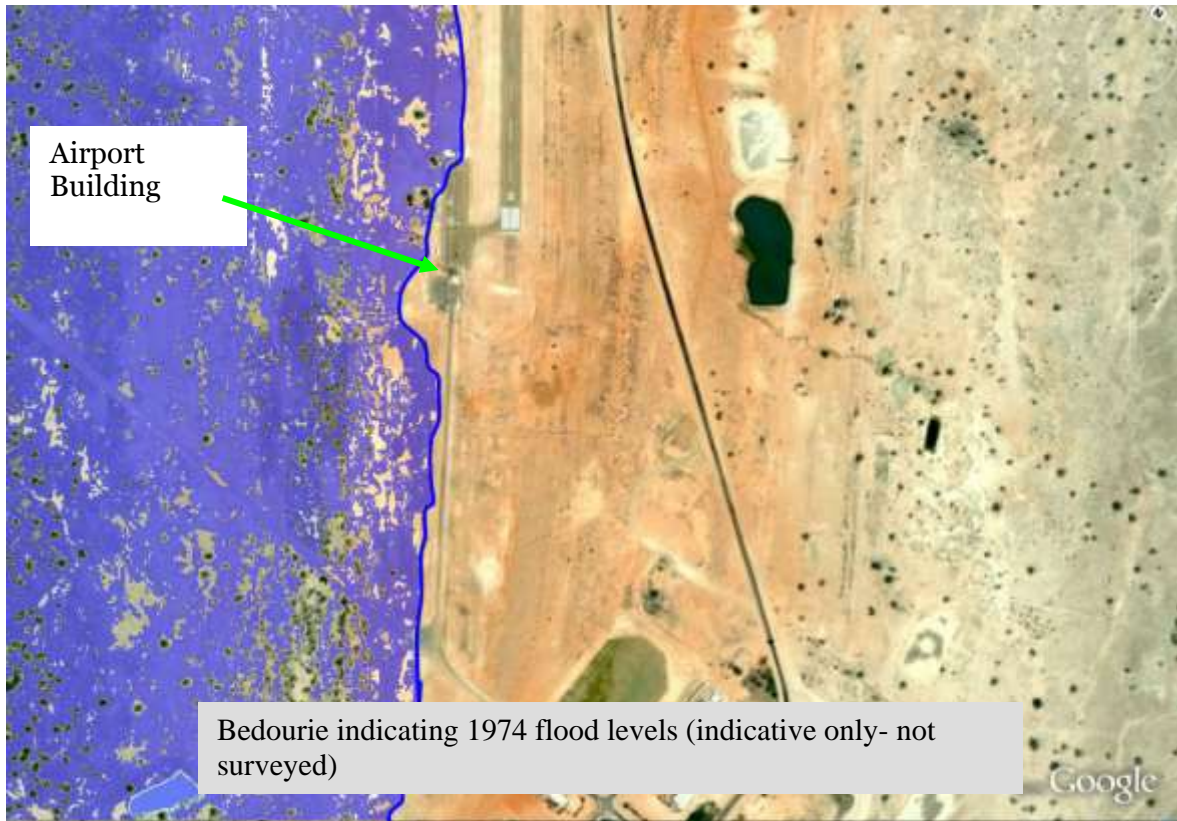 Airport
Building
Bedourie indicating 1974 flood levels (indicative only- not
surveyed)
Google